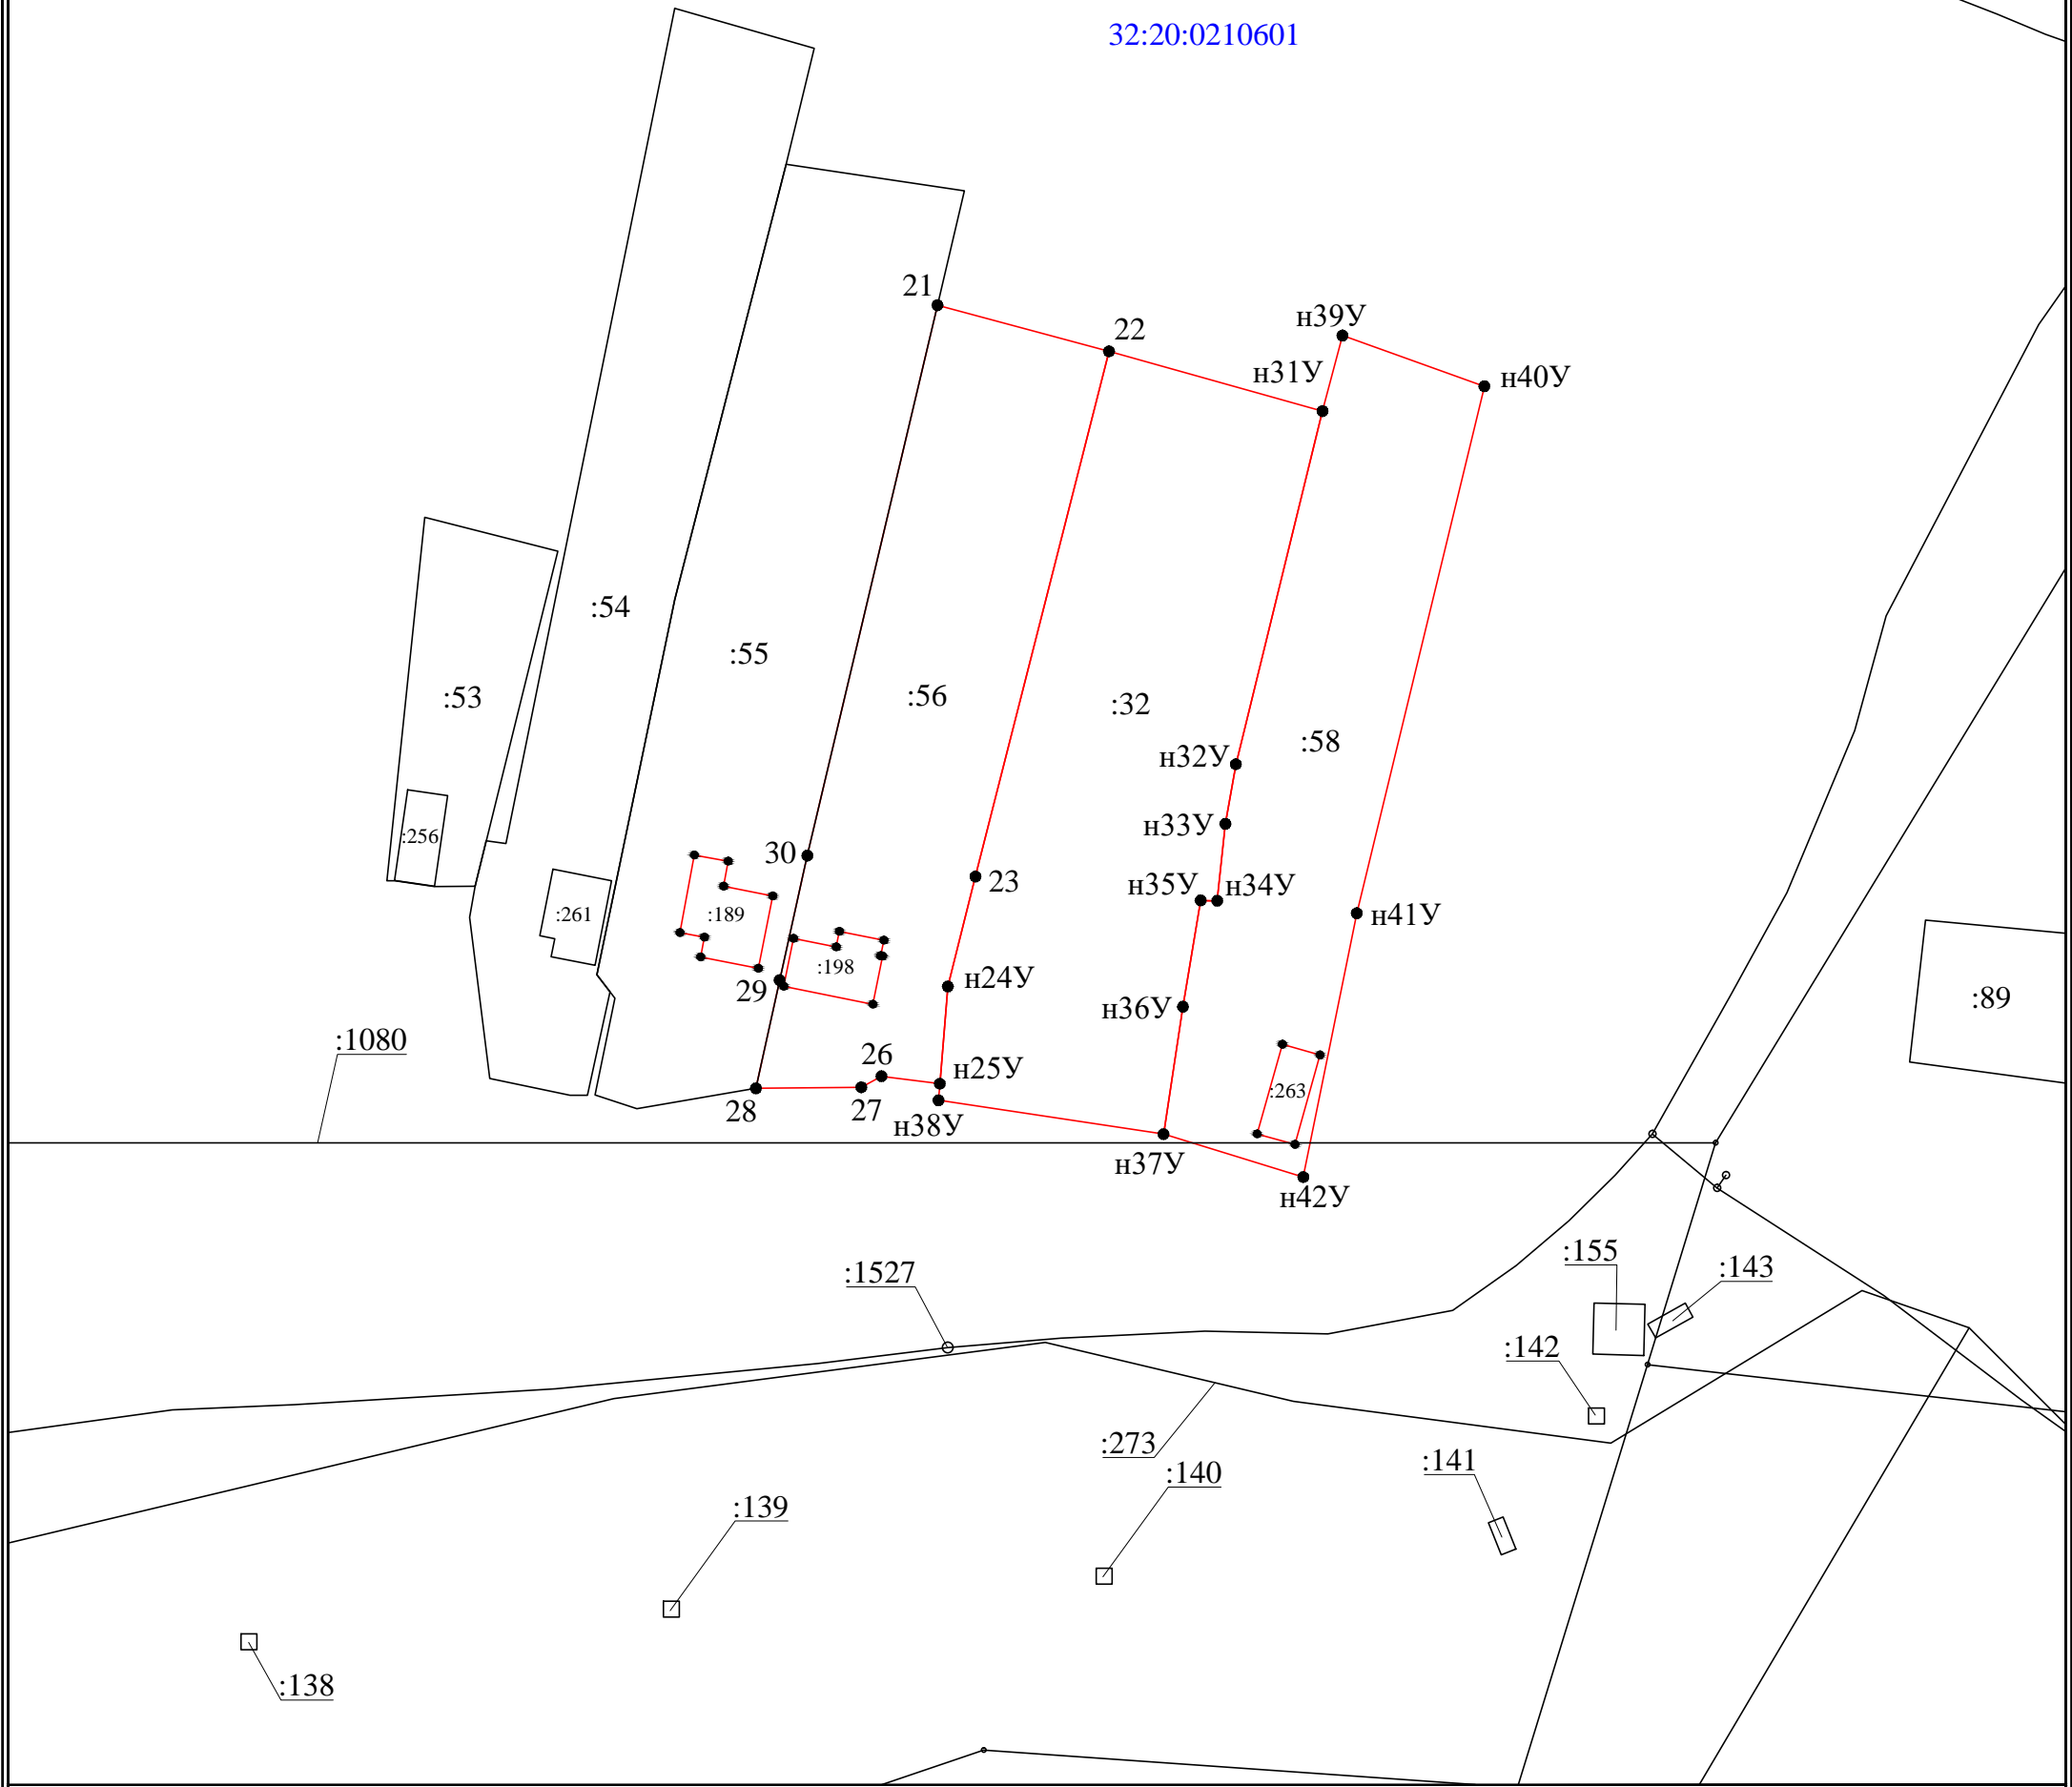 32:20:0210601
21
22
н39У
н31У
н40У
:54
:55
:53
:56
:32
:58
н32У
:256
н33У
30
23
н35У
н34У
:189
:261
н41У
:198
29
н24У
:89
н36У
:1080
26
н25У
:263
28
27
н38У
н37У
н42У
:155
:143
:1527
:142
:273
:141
:140
:139
:138